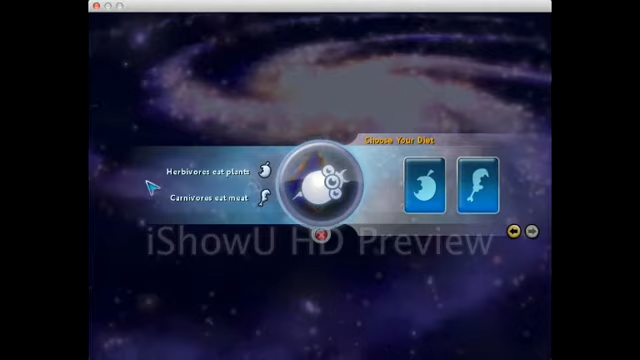 Choose Your Diet
Herbivores eat plants
Carnivores eat meat
iShowU HD Preview